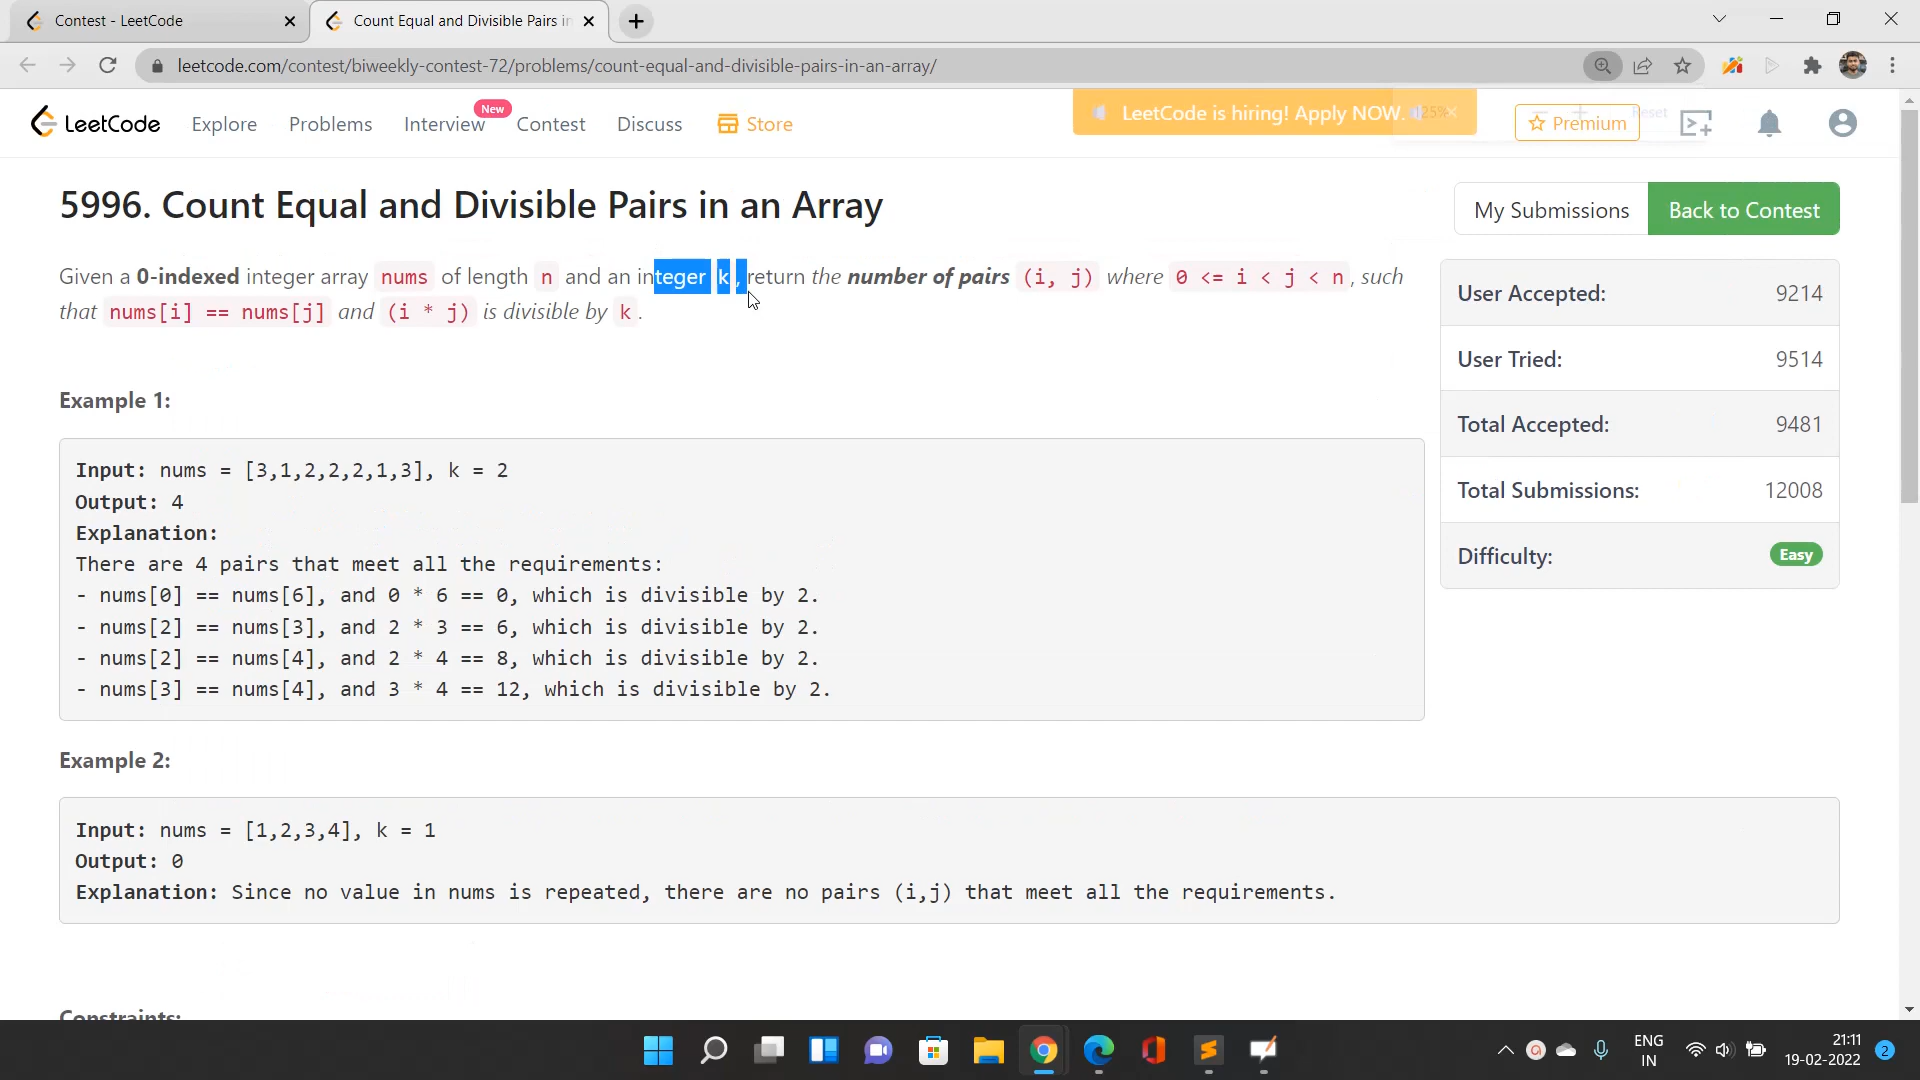 Contest - LeetCode
Count Equal and Divisible Pairs in
leetcode.com/contest/biweekly-contest-72/problems/count-equal-and-divisible-pairs-in-an-array/
LeetCode
Explore
Problems
Interview
New
Contest
Discuss
Store
LeetCode is hiring! Apply NOW.
Reset
Premium
5996. Count Equal and Divisible Pairs in an Array
My Submissions
Back to Contest
Given a 0-indexed integer array nums of length n and an integer k, return the number of pairs (i, j) where 0 <= i < j < n, such
that nums[i] == nums[j] and (i * j) is divisible by k.
User Accepted: 9214
User Tried: 9514
Total Accepted: 9481
Total Submissions: 12008
Difficulty: Easy
Example 1:
Input: nums = [3,1,2,2,2,1,3], k = 2
Output: 4
Explanation:
There are 4 pairs that meet all the requirements:
- nums[0] == nums[6], and 0 * 6 == 0, which is divisible by 2.
- nums[2] == nums[3], and 2 * 3 == 6, which is divisible by 2.
- nums[2] == nums[4], and 2 * 4 == 8, which is divisible by 2.
- nums[3] == nums[4], and 3 * 4 == 12, which is divisible by 2.
Example 2:
Input: nums = [1,2,3,4], k = 1
Output: 0
Explanation: Since no value in nums is repeated, there are no pairs (i,j) that meet all the requirements.
Constraints:
ENG
IN
21:11
19-02-2022
2